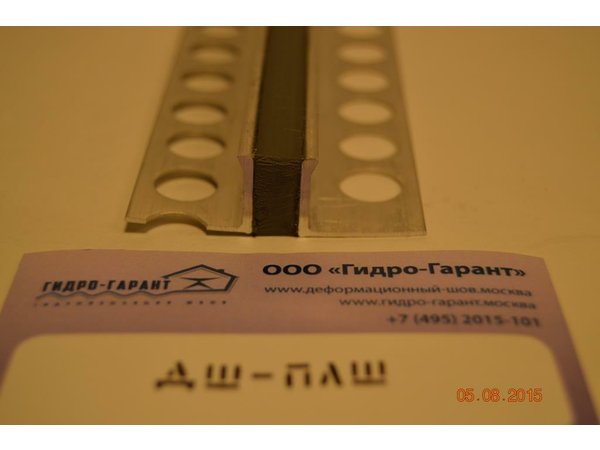 ГИДРО-ГАРАНТ
ООО «Гидро-Гарант»
www.деформационный-шов.москва
www.гидро-гарант.москва
+7 (495) 2015-101
ДШ-ПЛШ
05.08.2015